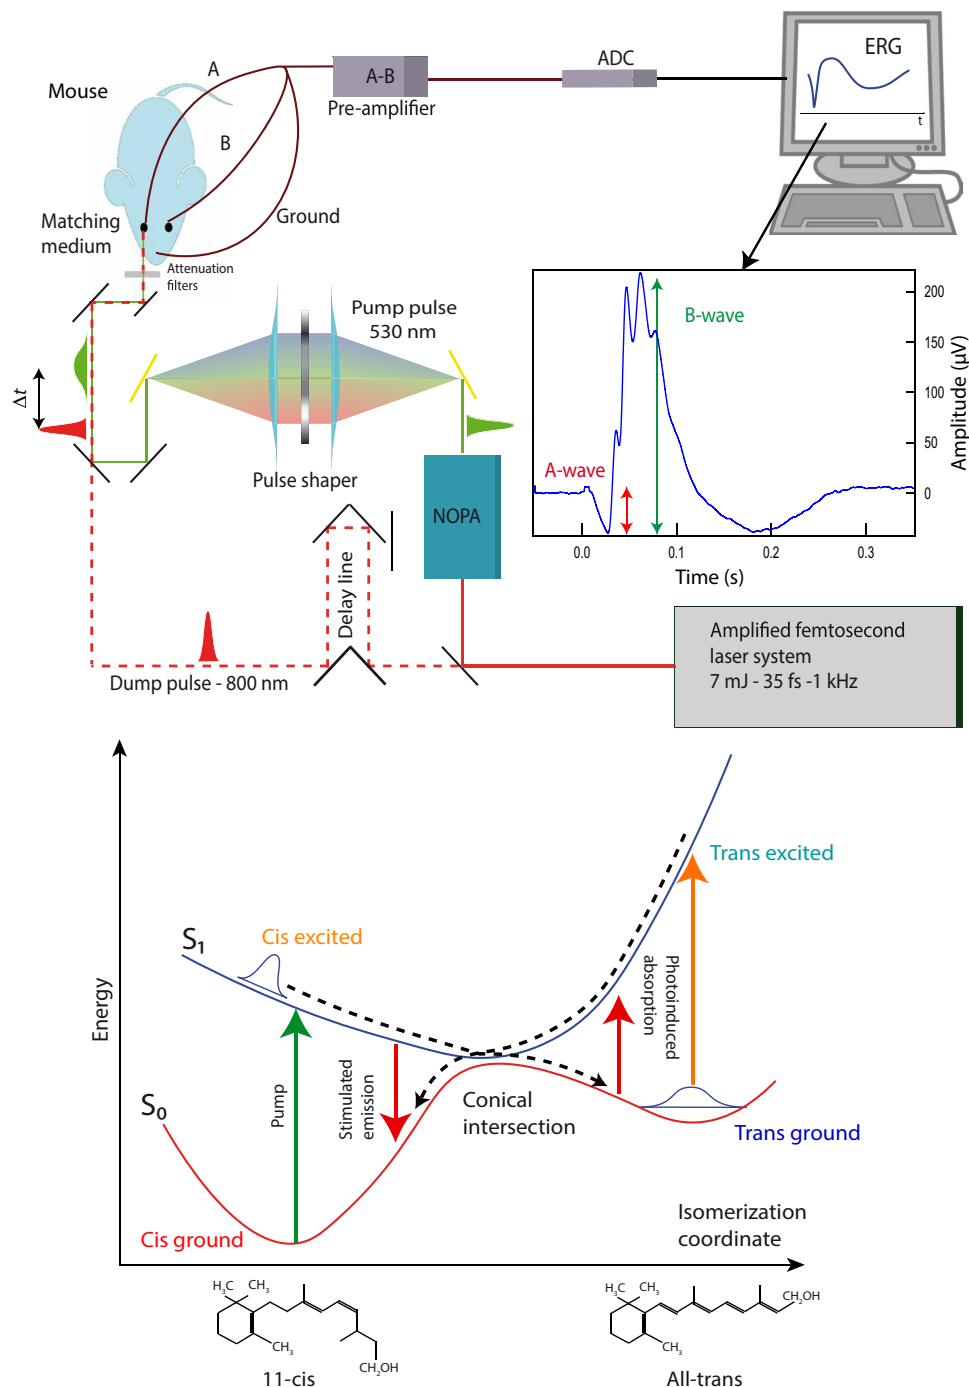 ERG
t
ADC
A-B
Pre-amplifier
A
Mouse
B
Ground
Matching
medium
Attenuation
filters
Pump pulse
530 nm
Δt
Pulse shaper
NOPA
Delay line
Dump pulse - 800 nm
Amplified femtosecond
laser system
7 mJ - 35 fs -1 kHz
B-wave
A-wave
200
150
100
50
0
Amplitude (µV)
0.0
0.1
0.2
0.3
Time (s)
Energy
Trans excited
S1
Cis excited
Photoinduced
absorption
Pump
Stimulated
emission
S0
Conical
intersection
Trans ground
Cis ground
Isomerization
coordinate
H3C
CH3
CH3
CH2OH
11-cis
H3C
CH3
CH3
CH2OH
All-trans